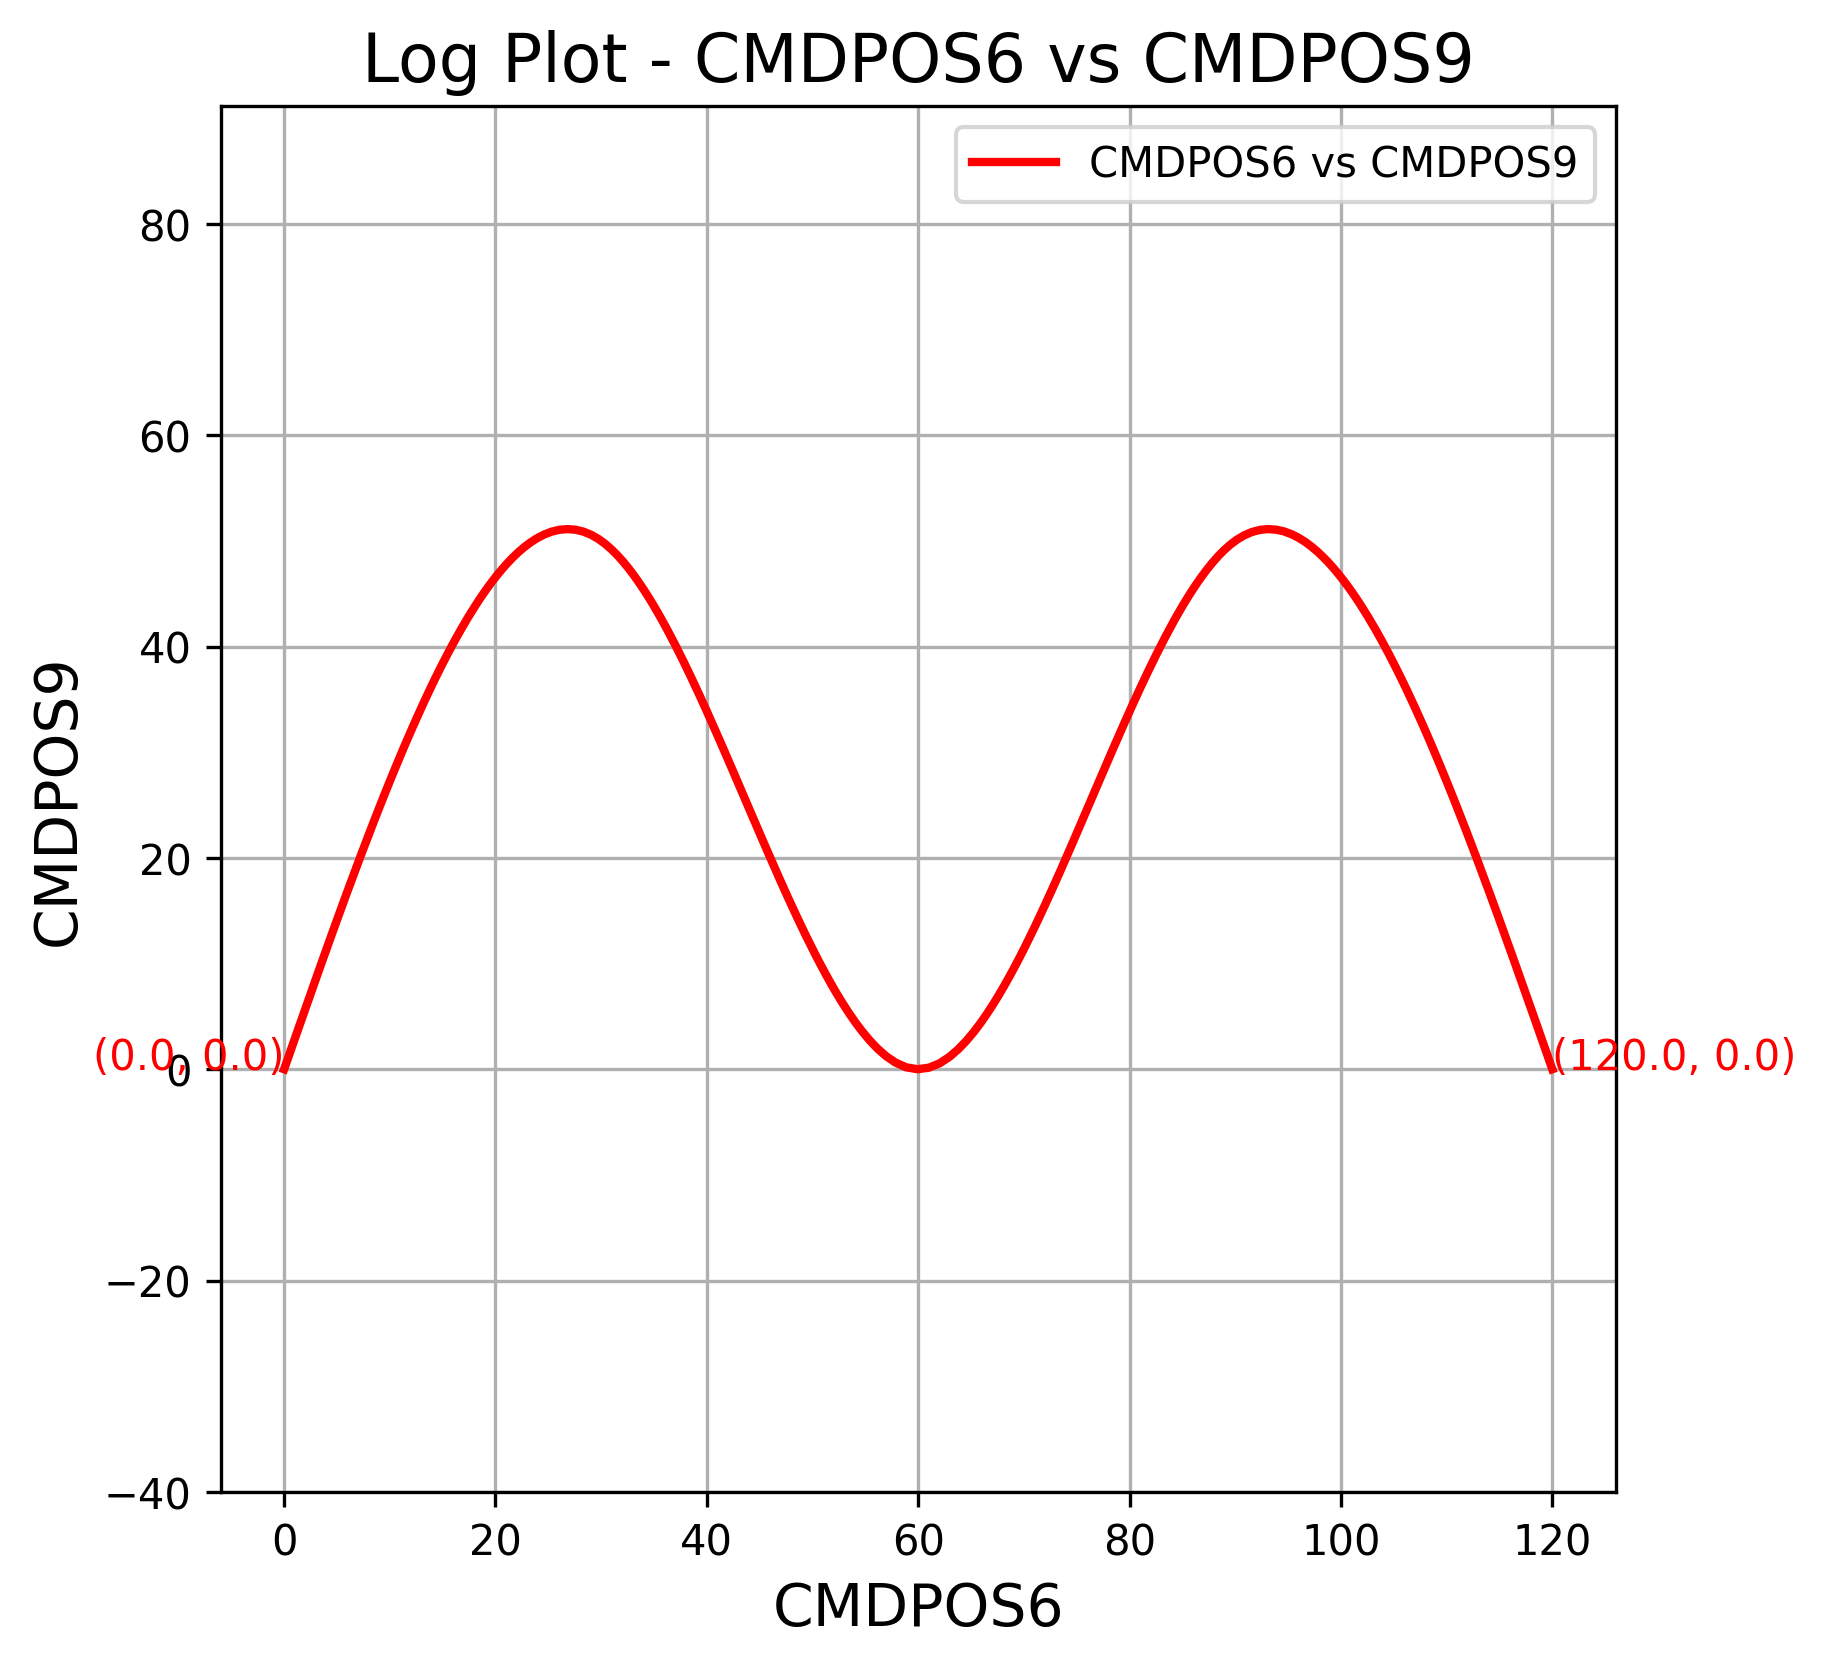 Log Plot - CMDPOS6 vs CMDPOS9
CMDPOS6 vs CMDPOS9
80
60
40
20
0
−20
−40
(0.0, 0.0)
(120.0, 0.0)
CMDPOS9
0 20 40 60 80 100 120
CMDPOS6